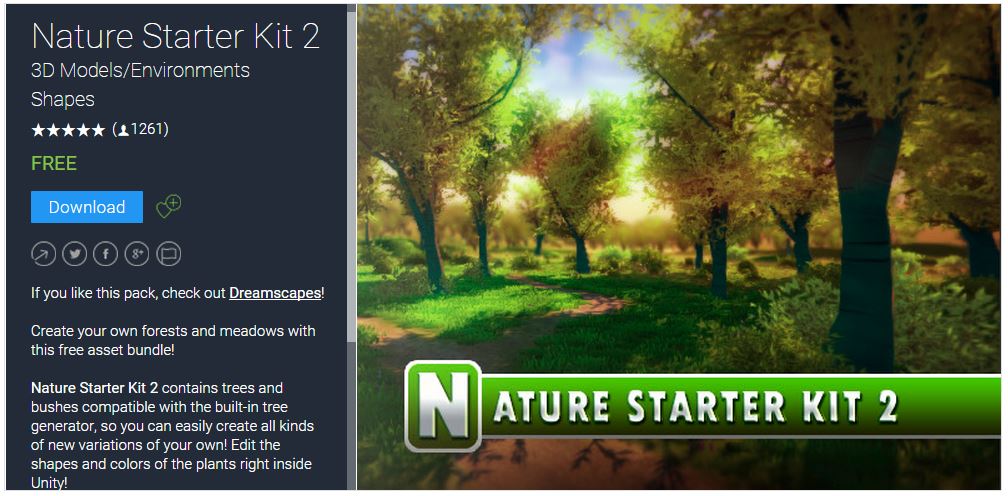 Nature Starter Kit 2
3D Models/Environments
Shapes
★★★★★ (1261)
FREE
Download
If you like this pack, check out Dreamscapes!
Create your own forests and meadows with
this free asset bundle!
Nature Starter Kit 2 contains trees and
bushes compatible with the built-in tree
generator, so you can easily create all kinds
of new variations of your own! Edit the
shapes and colors of the plants right inside
Unity!
NATURE STARTER KIT 2